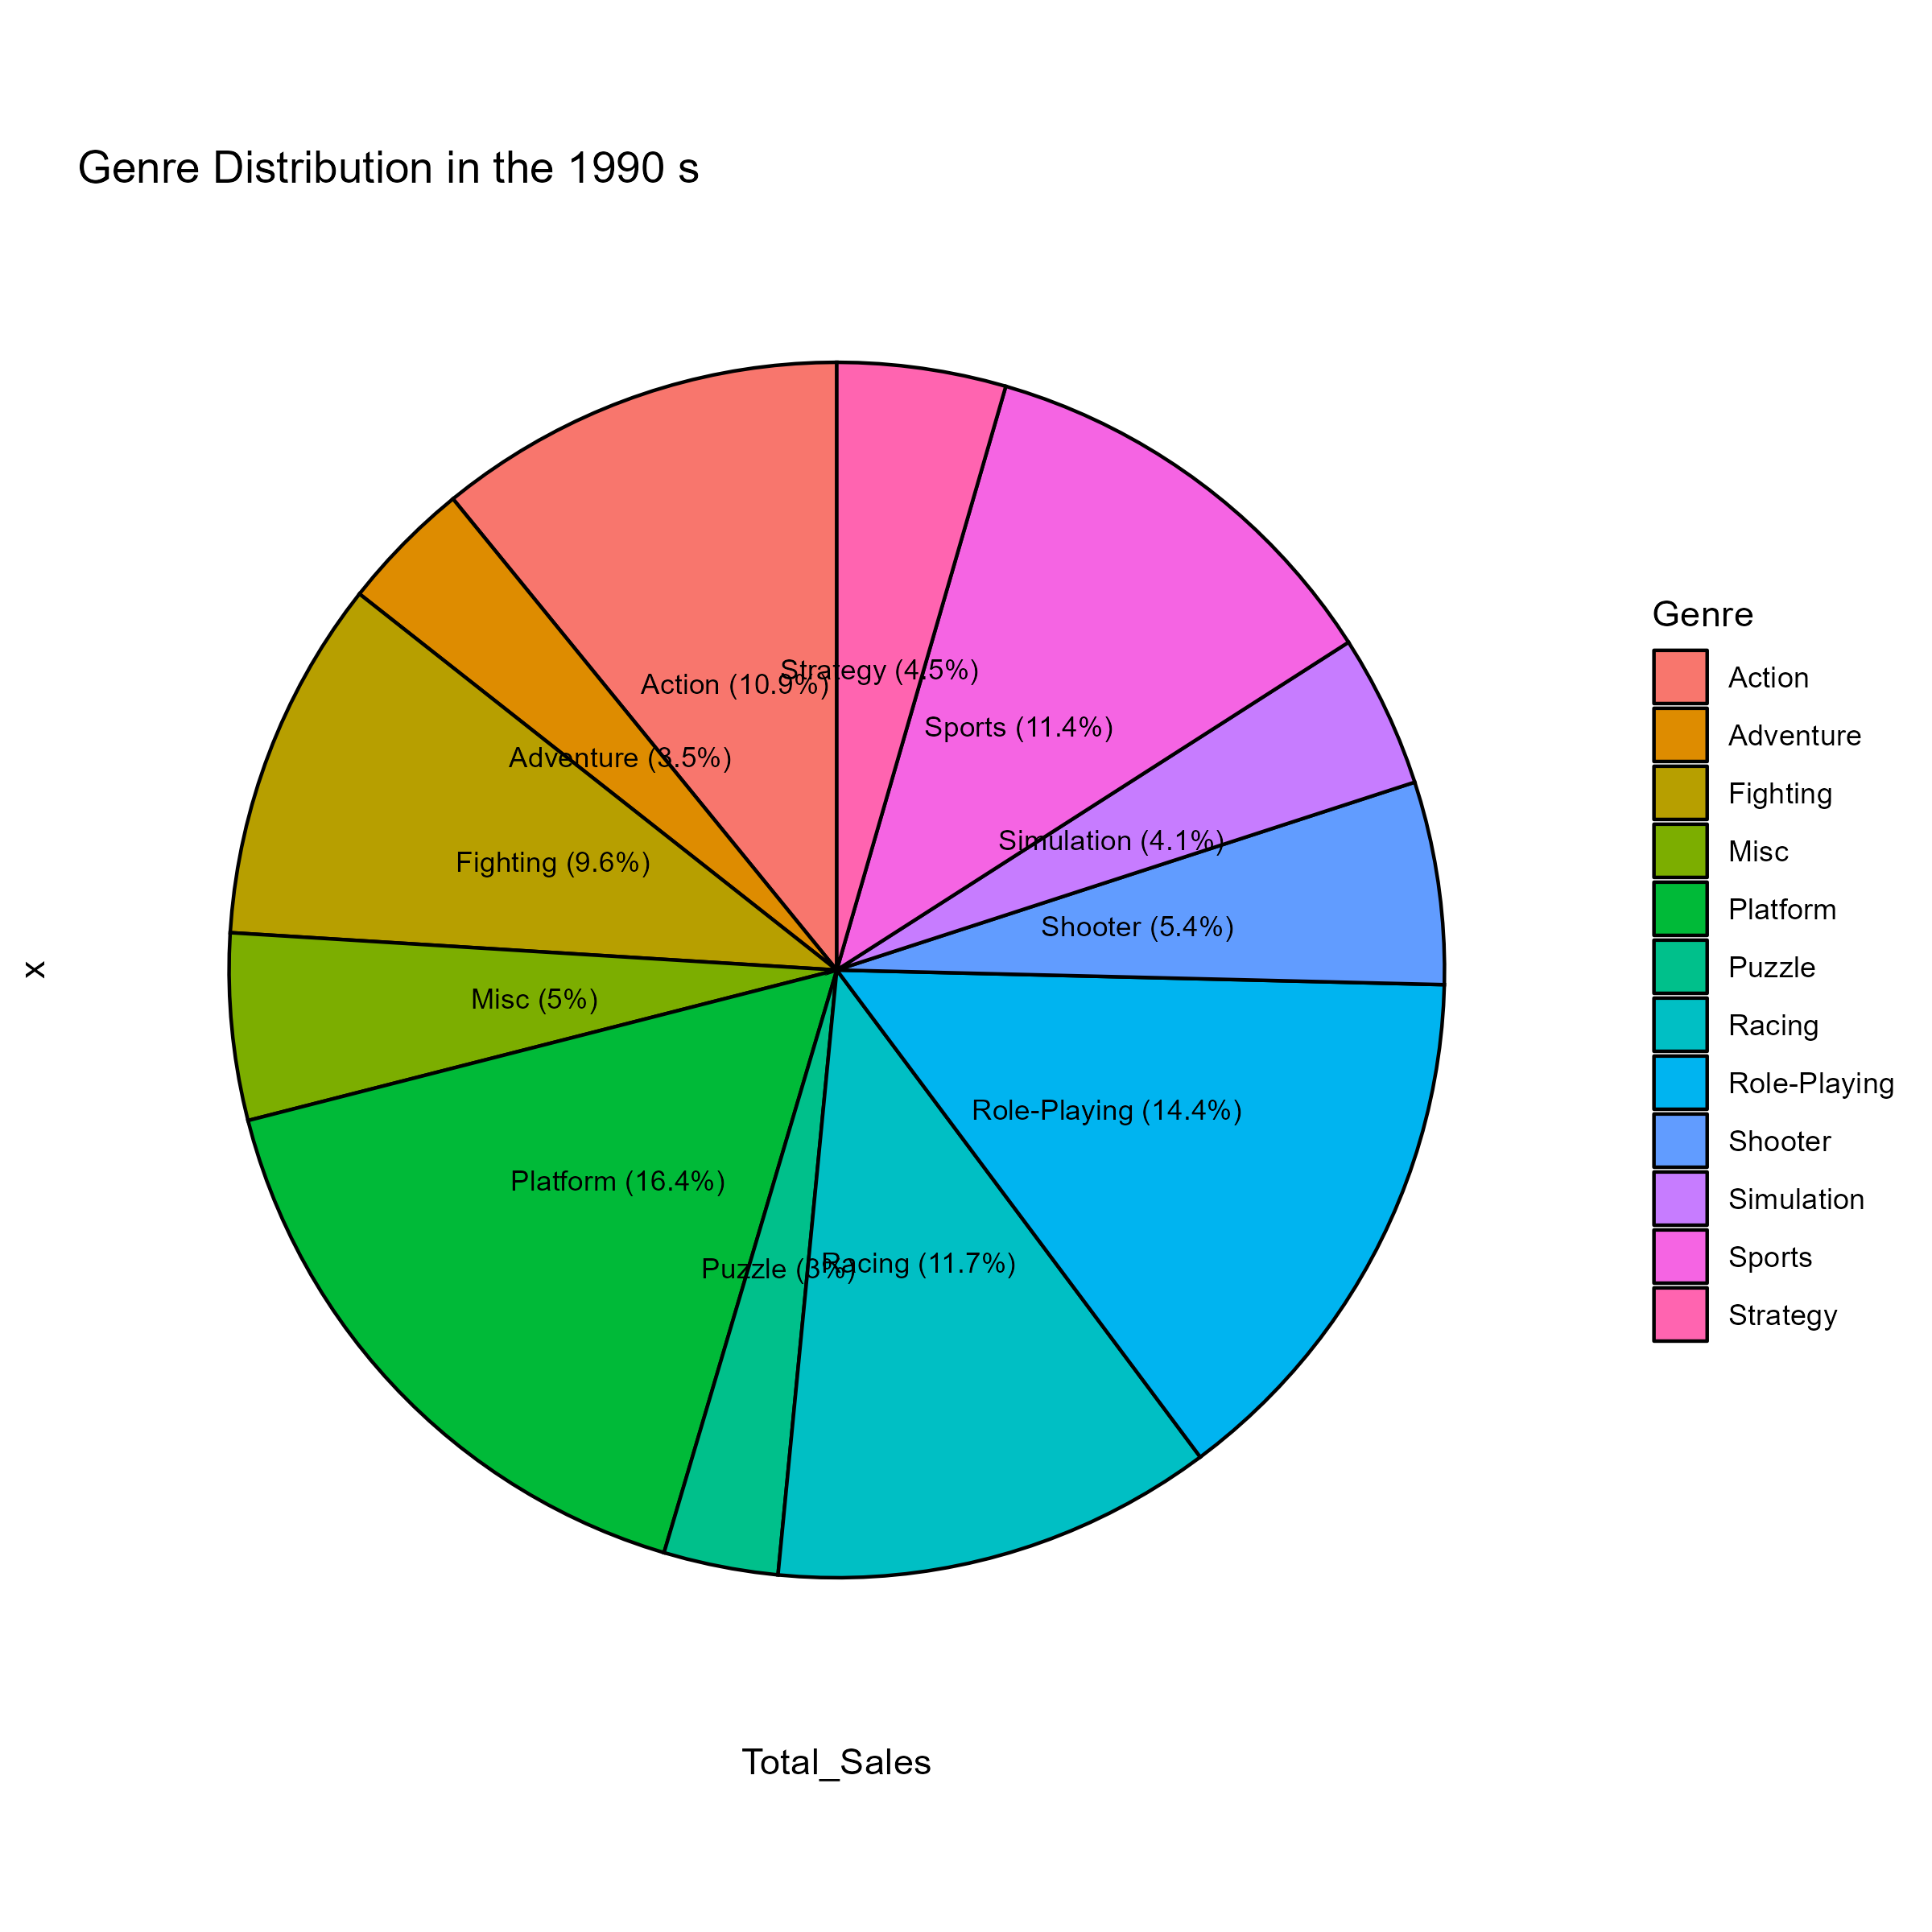 Genre Distribution in the 1990 s
Strategy (4.5%)
Action (10.9%)
Sports (11.4%)
Adventure (3.5%)
Simulation (4.1%)
Fighting (9.6%)
Shooter (5.4%)
Misc (5%)
Role-Playing (14.4%)
Platform (16.4%)
Puzzle (3%)
Racing (11.7%)
x
Total_Sales
Genre
Action
Adventure
Fighting
Misc
Platform
Puzzle
Racing
Role-Playing
Shooter
Simulation
Sports
Strategy